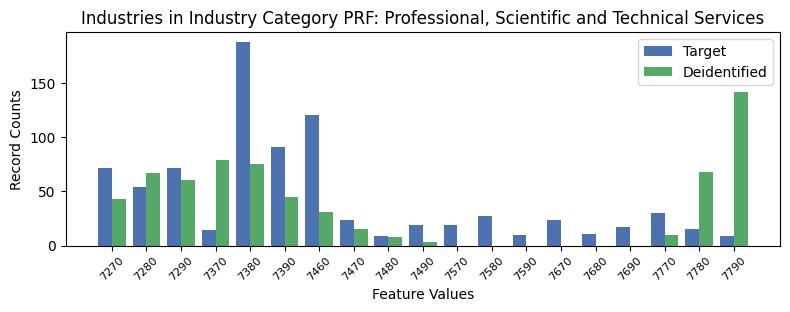 Industries in Industry Category PRF: Professional, Scientific and Technical Services
Target
Deidentified
Record Counts
150
100
50
0
7270 7280 7290 7370 7380 7390 7460 7470 7480 7490 7570 7580 7590 7670 7680 7690 7770 7780 7790
Feature Values